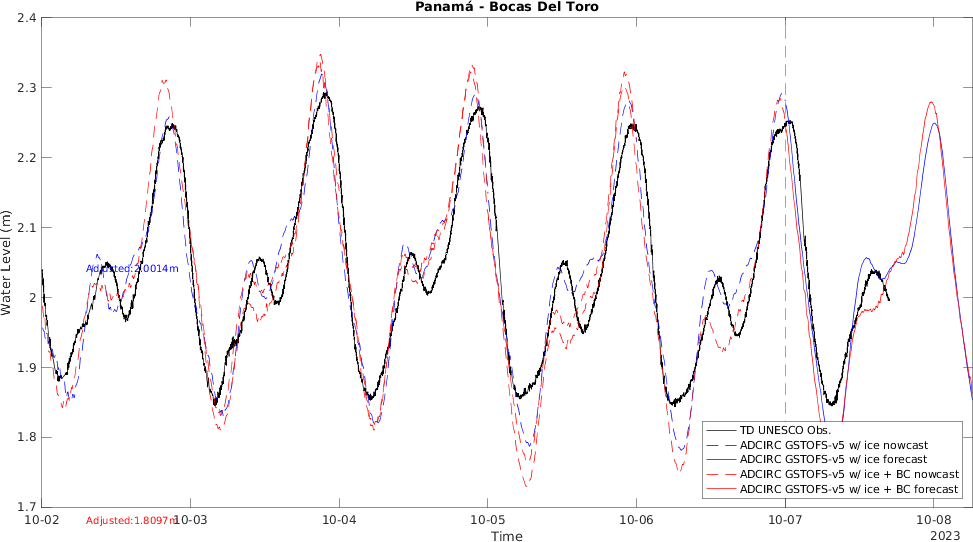 Panamá - Bocas Del Toro
2.4
2.3
2.2
2.1
2
1.9
1.8
1.7
Water Level (m)
Adjusted:2.0014m
Adjusted:1.8097m
TD UNESCO Obs.
ADCIRC GSTOFS-v5 w/ ice nowcast
ADCIRC GSTOFS-v5 w/ ice forecast
ADCIRC GSTOFS-v5 w/ ice + BC nowcast
ADCIRC GSTOFS-v5 w/ ice + BC forecast
10-02 10-03 10-04 10-05 10-06 10-07 10-08
Time
2023